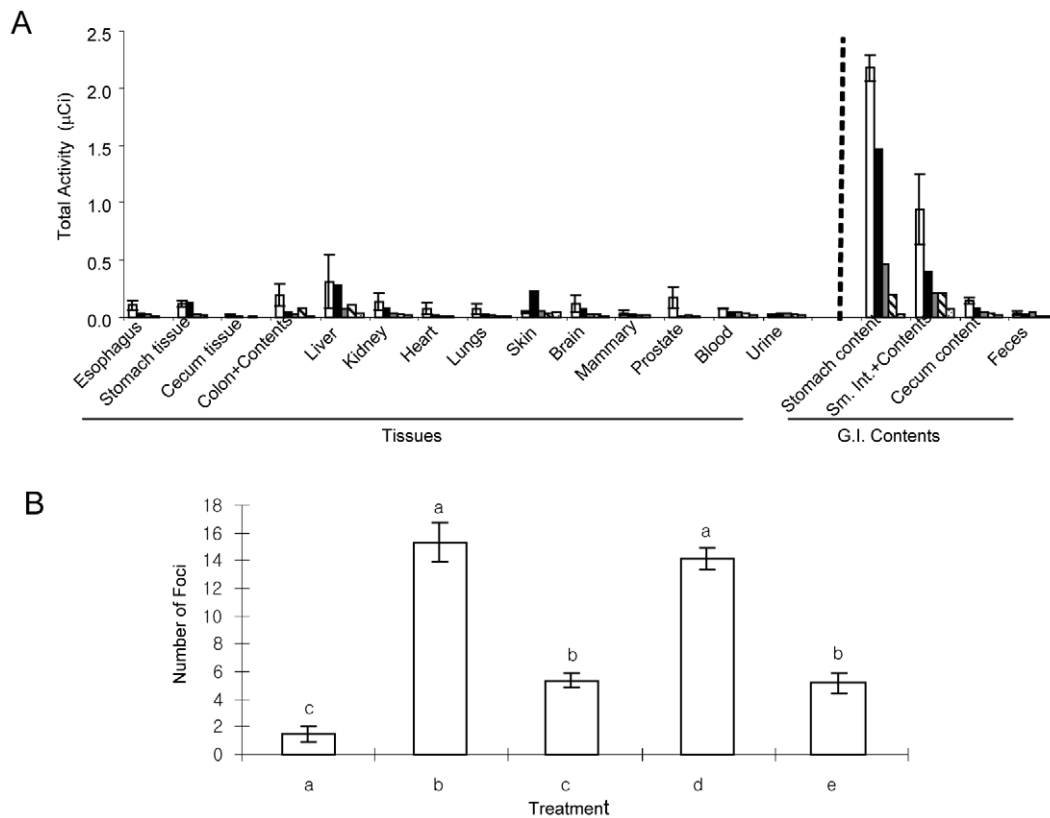 A
Total Activity (µCi)
2.5
2.0
1.5
1.0
0.5
0.0
Esophagus
Stomach tissue
Cecum tissue
Colon+Contents
Liver
Kidney
Heart
Lungs
Skin
Brain
Mammary
Prostate
Blood
Urine
Stomach content
Sm. Int.+Contents
Cecum content
Feces
Tissues
G.I. Contents
B
Number of Foci
18
16
14
12
10
8
6
4
2
0
c
a
b
a
b
a
b
c
d
e
Treatment